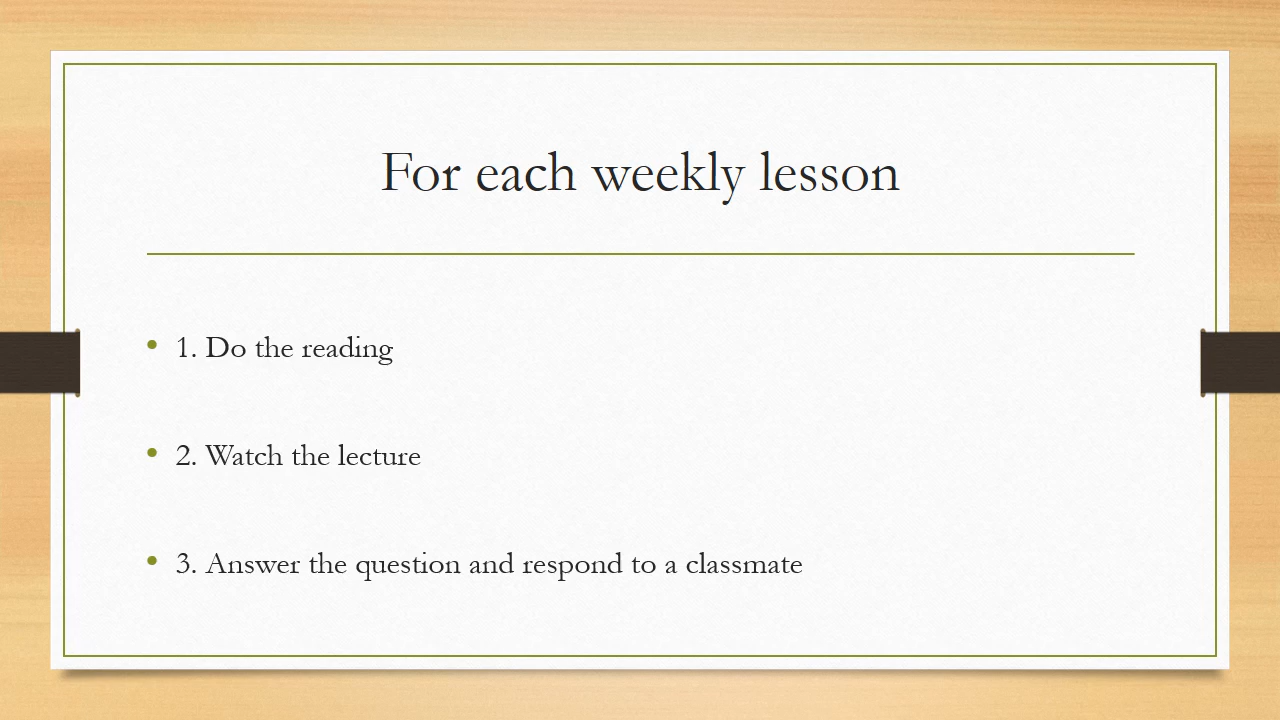 For each weekly lesson
• 1. Do the reading
• 2. Watch the lecture
• 3. Answer the question and respond to a classmate